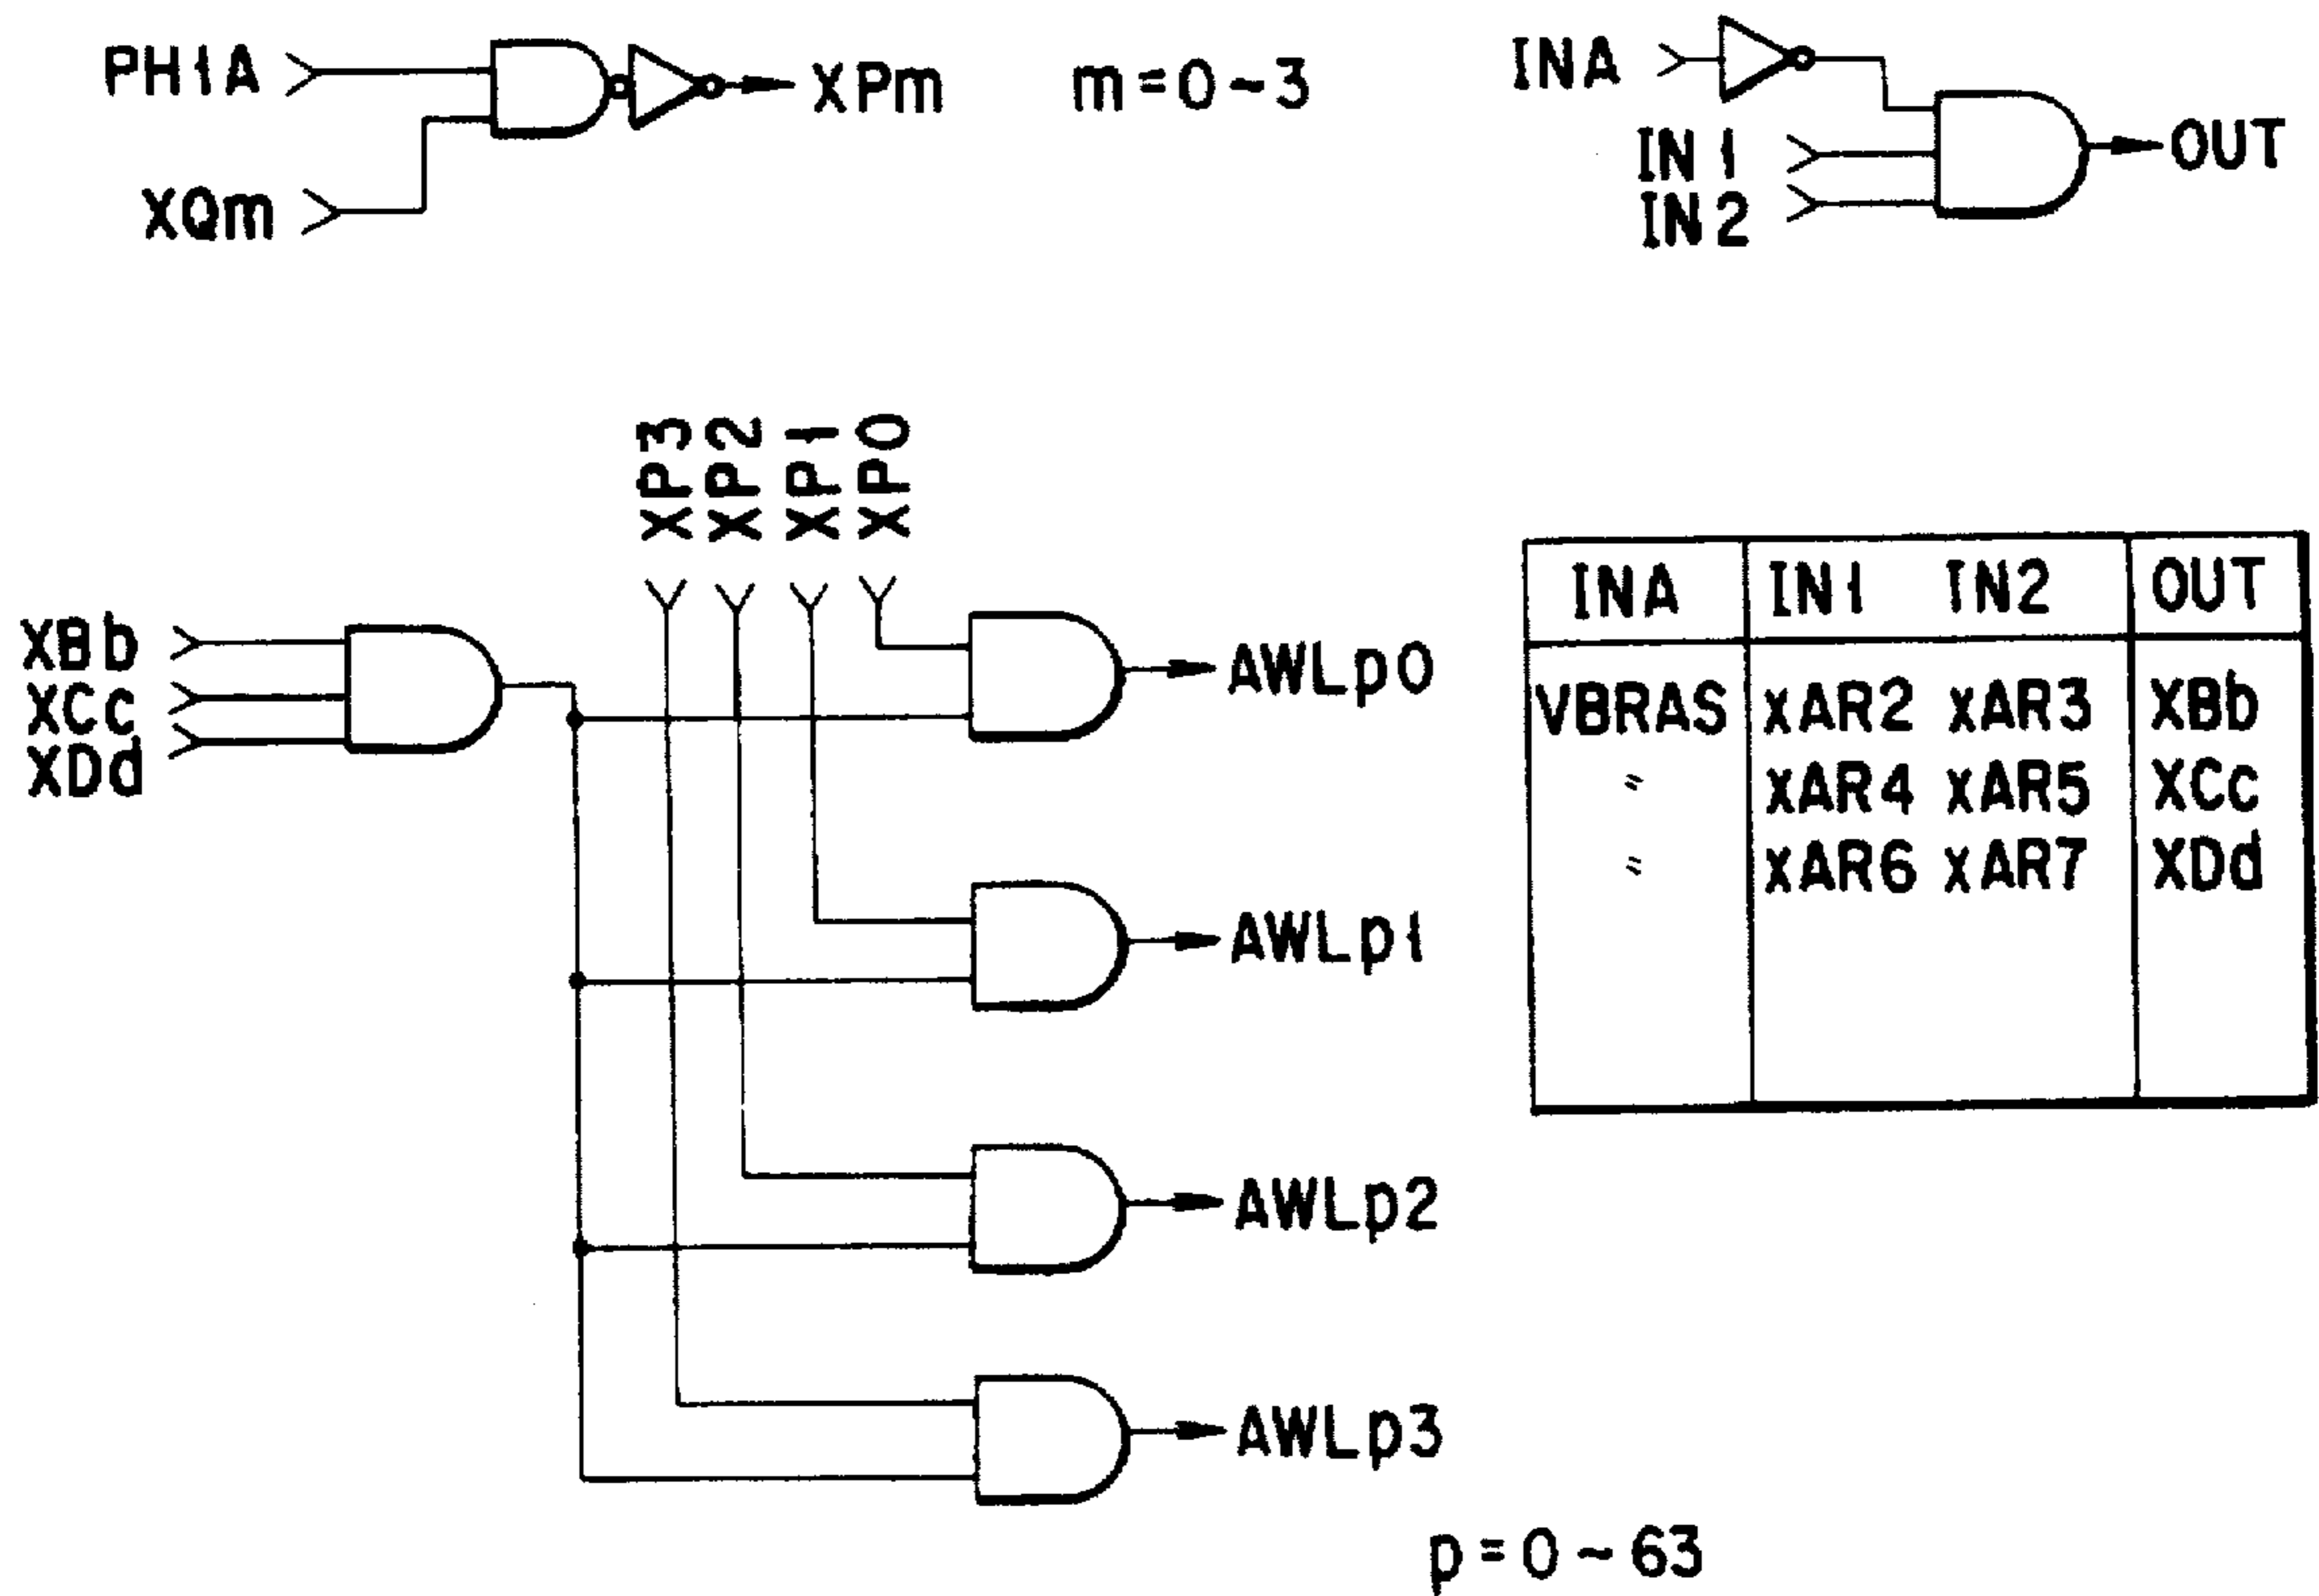 PH1A
XPm
m=0~3
XQm
INA
IN1
IN2
OUT
XP3
XP2
XP1
XP0
XBb
XCc
XDd
AWLp0
AWLp1
AWLp2
AWLp3
p=0~63
INA IN1 IN2 OUT
VBRAS XAR2 XAR3 XBb
" XAR4 XAR5 XCc
" XAR6 XAR7 XDd